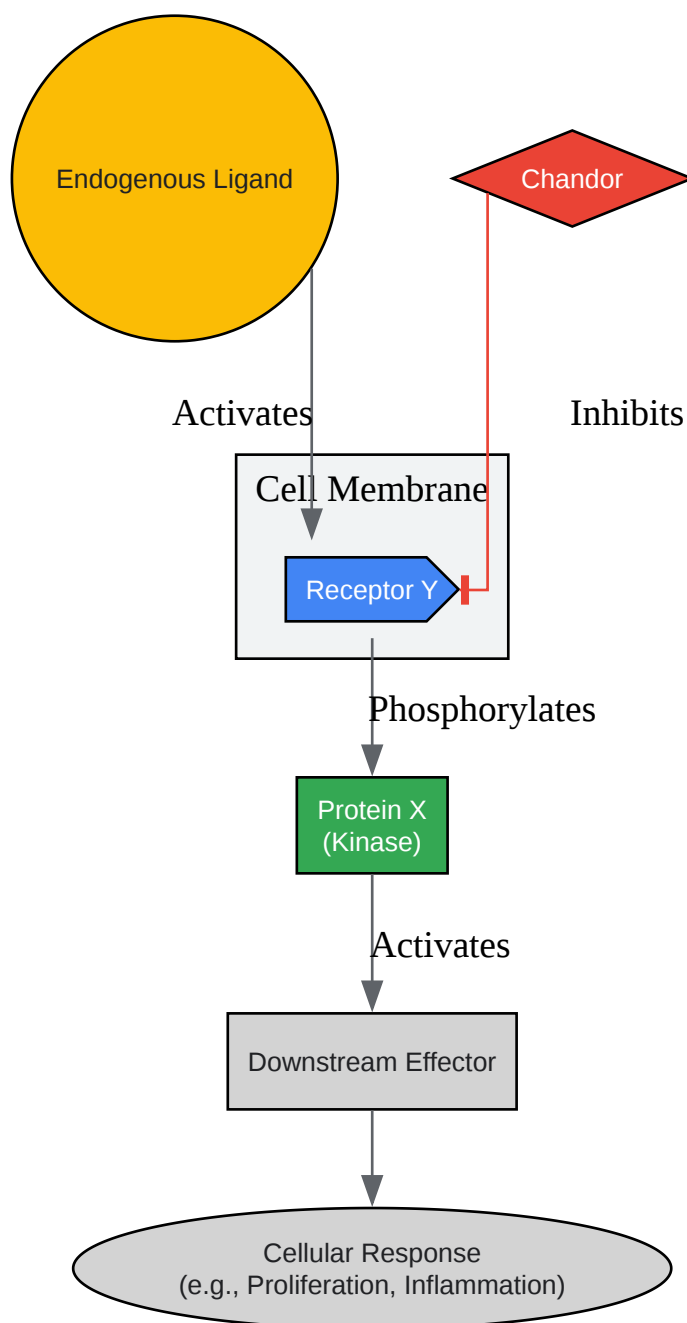 Endogenous Ligand
Chandor
Activates
Inhibits
Cell Membrane
Receptor Y
Phosphorylates
Protein X
(Kinase)
Activates
Downstream Effector
Cellular Response
(e.g., Proliferation, Inflammation)